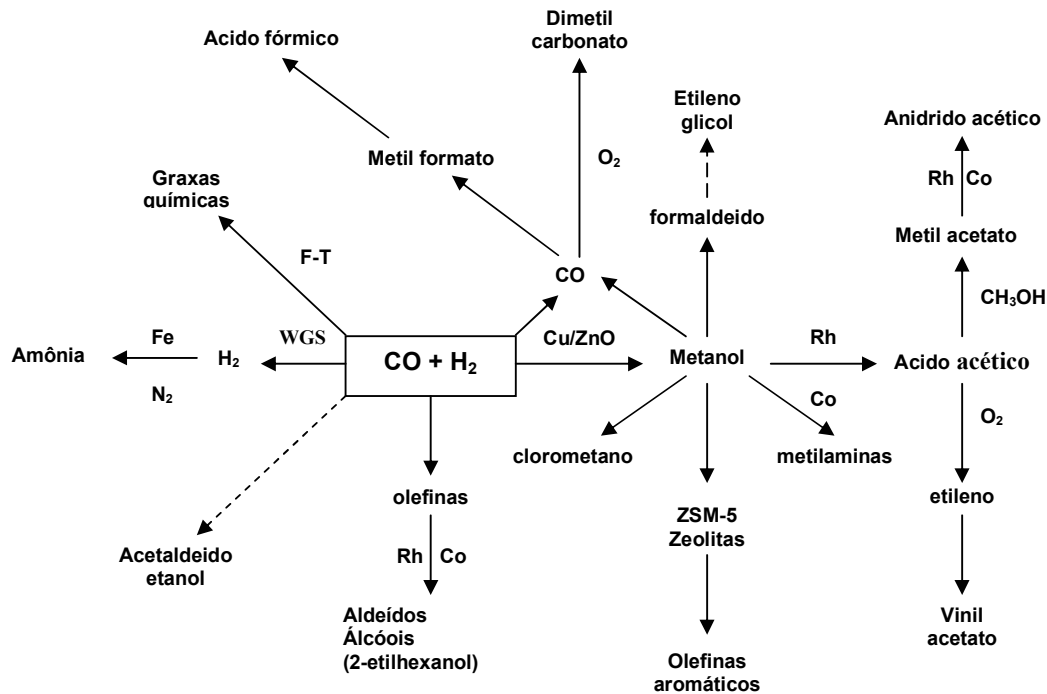 Dimetil
carbonato
Acido fórmico
Etileno
glicol
Anidrido acético
O₂
Metil formato
Rh Co
Graxas
químicas
formaldeido
Metil acetato
F-T
CO
CH₃OH
Fe
WGS
Cu/ZnO
Rh
Amônia
H₂
CO + H₂
Metanol
Acido acético
N₂
Co
O₂
clorometano
metilaminas
olefinas
etileno
ZSM-5
Zeolitas
Acetaldeido
etanol
Rh Co
Aldeídos
Álcóois
(2-etilhexanol)
Vinil
acetato
Olefinas
aromáticos